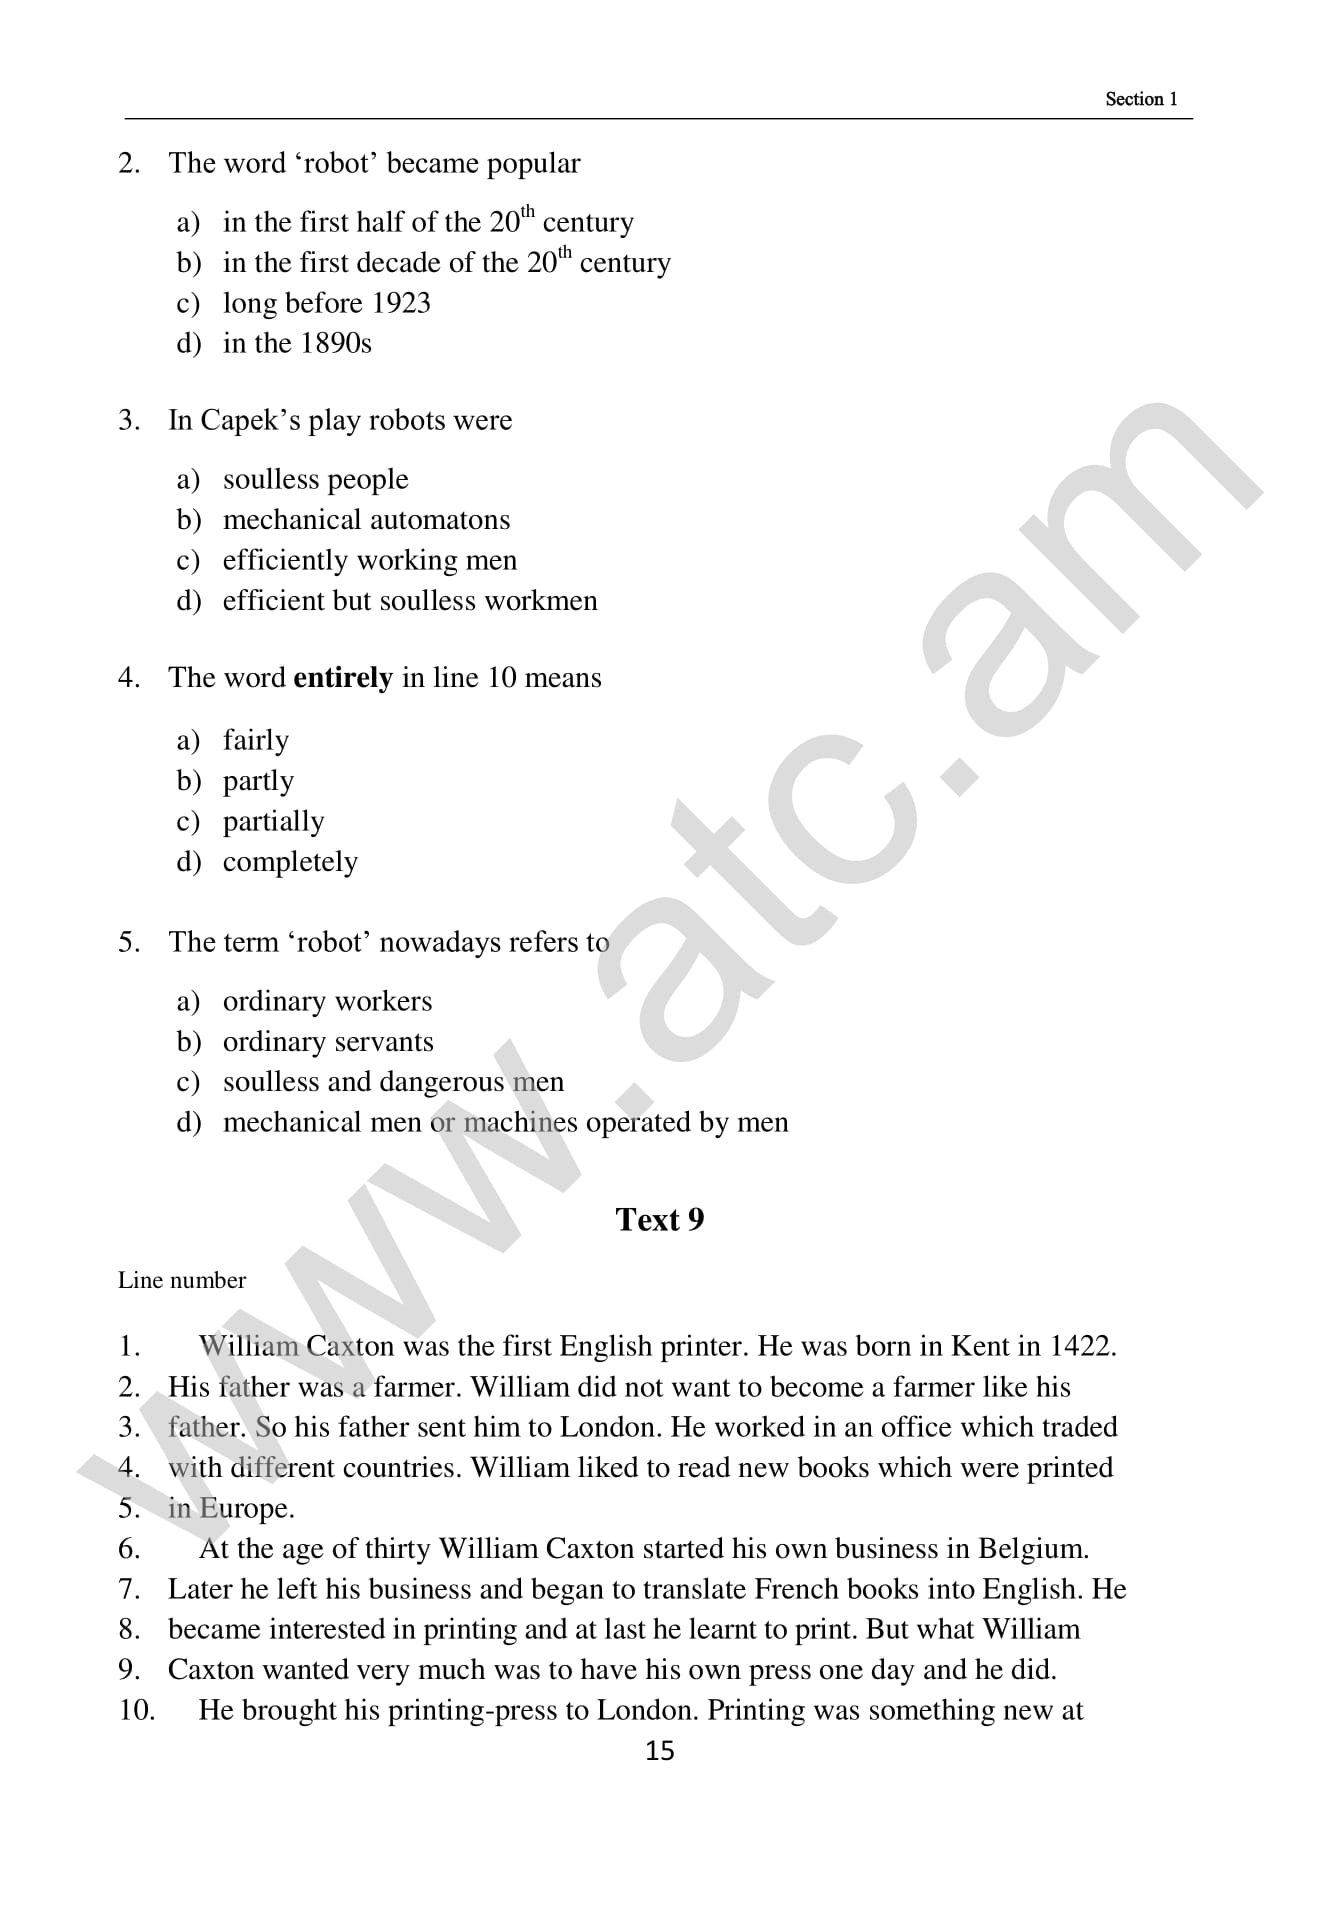 Section 1
2. The word ‘robot’ became popular
a) in the first half of the 20th century
b) in the first decade of the 20th century
c) long before 1923
d) in the 1890s
3. In Capek’s play robots were
a) soulless people
b) mechanical automatons
c) efficiently working men
d) efficient but soulless workmen
4. The word entirely in line 10 means
a) fairly
b) partly
c) partially
d) completely
5. The term ‘robot’ nowadays refers to
a) ordinary workers
b) ordinary servants
c) soulless and dangerous men
d) mechanical men or machines operated by men
Text 9
Line number
1. William Caxton was the first English printer. He was born in Kent in 1422.
2. His father was a farmer. William did not want to become a farmer like his
3. father. So his father sent him to London. He worked in an office which traded
4. with different countries. William liked to read new books which were printed
5. in Europe.
6. At the age of thirty William Caxton started his own business in Belgium.
7. Later he left his business and began to translate French books into English. He
8. became interested in printing and at last he learnt to print. But what William
9. Caxton wanted very much was to have his own press one day and he did.
10. He brought his printing-press to London. Printing was something new at
15
www.atc.am